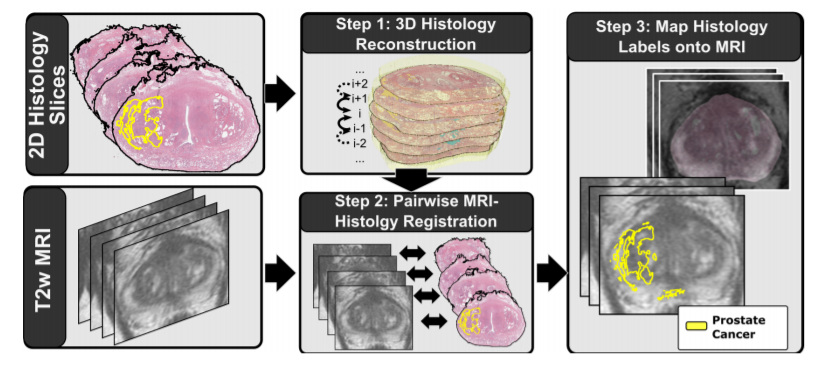 2D Histology
Slices
T2w MRI
Step 1: 3D Histology
Reconstruction
...
i+2
i+1
i
i-1
i-2
...
Step 2: Pairwise MRI-
Histolgy Registration
Step 3: Map Histology
Labels onto MRI
Prostate
Cancer